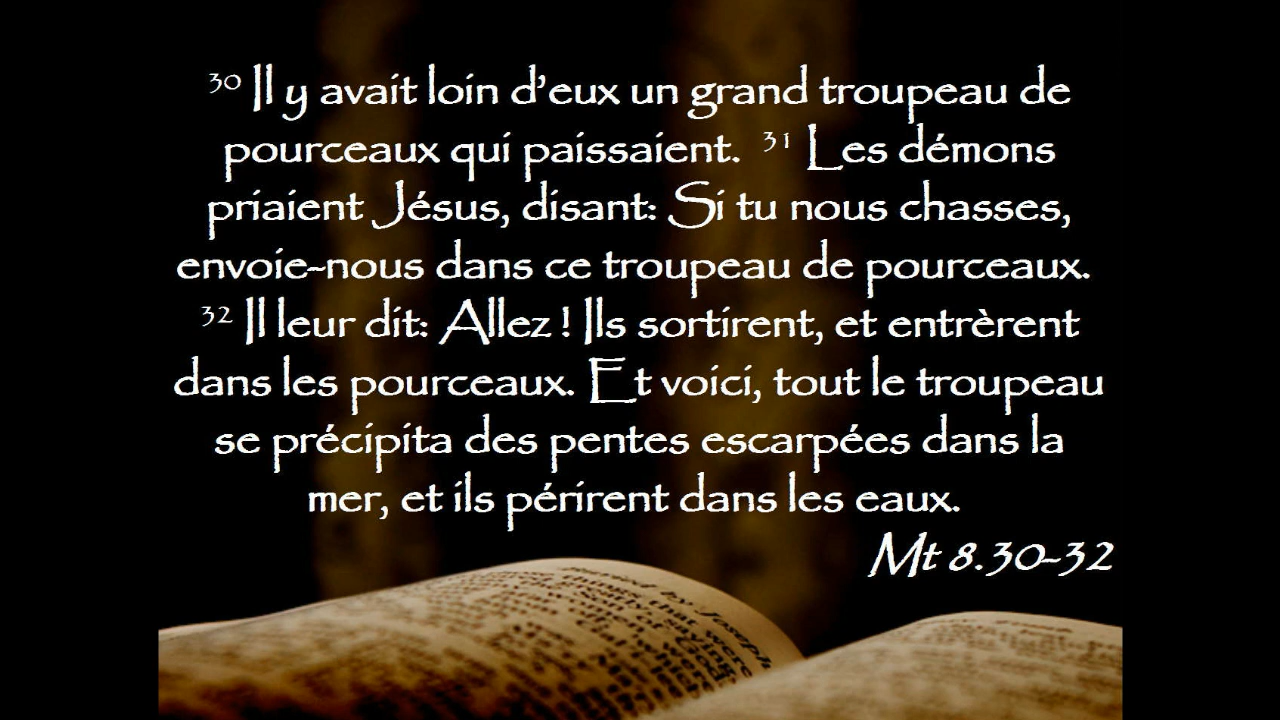 ³⁰ Il y avait loin d’eux un grand troupeau de
pourceaux qui paissaient. ³¹ Les démons
priaient Jésus, disant: Si tu nous chasses,
envoie-nous dans ce troupeau de pourceaux.
³² Il leur dit: Allez ! Ils sortirent, et entrèrent
dans les pourceaux. Et voici, tout le troupeau
se précipita des pentes escarpées dans la
mer, et ils périrent dans les eaux.
Mt 8.30-32